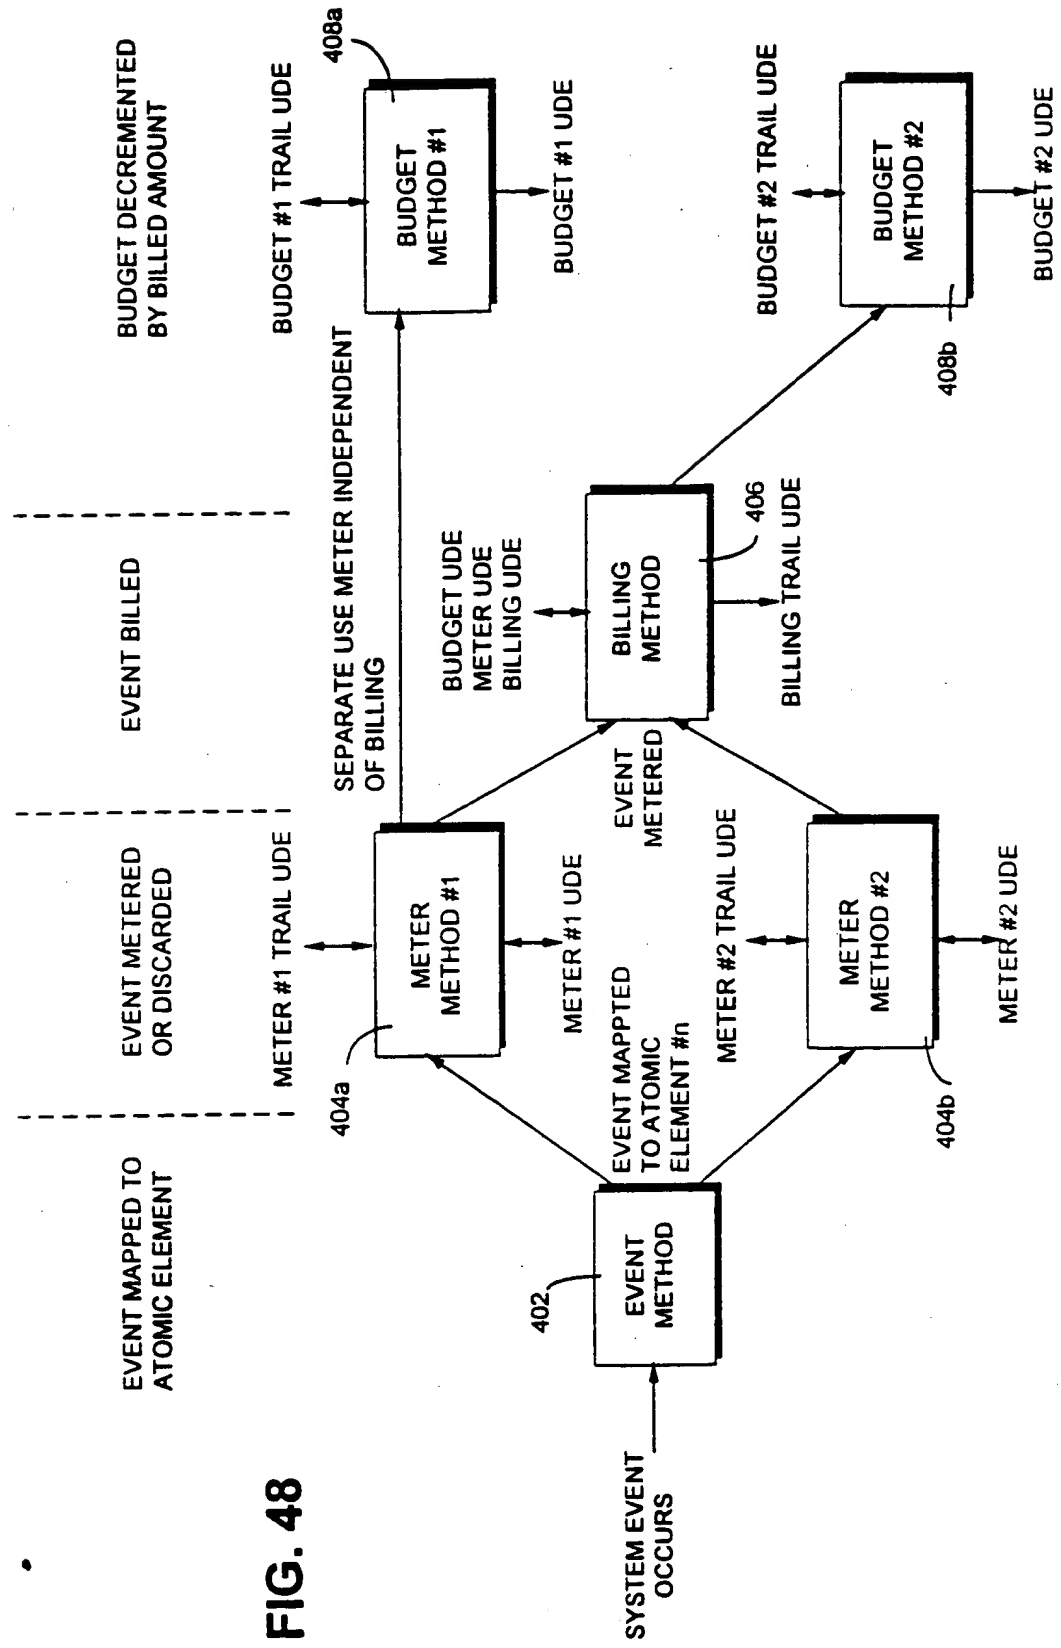 FIG. 48
EVENT MAPPED TO
ATOMIC ELEMENT
EVENT METERED
OR DISCARDED
EVENT BILLED
BUDGET DECREMENTED
BY BILLED AMOUNT
SYSTEM EVENT
OCCURS
402
EVENT
METHOD
EVENT MAPPTED
TO ATOMIC
ELEMENT #n
404a
METER #1 TRAIL UDE
METER
METHOD #1
METER #1 UDE
METER #2 TRAIL UDE
METER
METHOD #2
404b
METER #2 UDE
SEPARATE USE METER INDEPENDENT
OF BILLING
EVENT
METERED
BUDGET UDE
METER UDE
BILLING UDE
BILLING
METHOD
406
BILLING TRAIL UDE
408a
BUDGET #1 TRAIL UDE
BUDGET
METHOD #1
BUDGET #1 UDE
BUDGET #2 TRAIL UDE
BUDGET
METHOD #2
408b
BUDGET #2 UDE